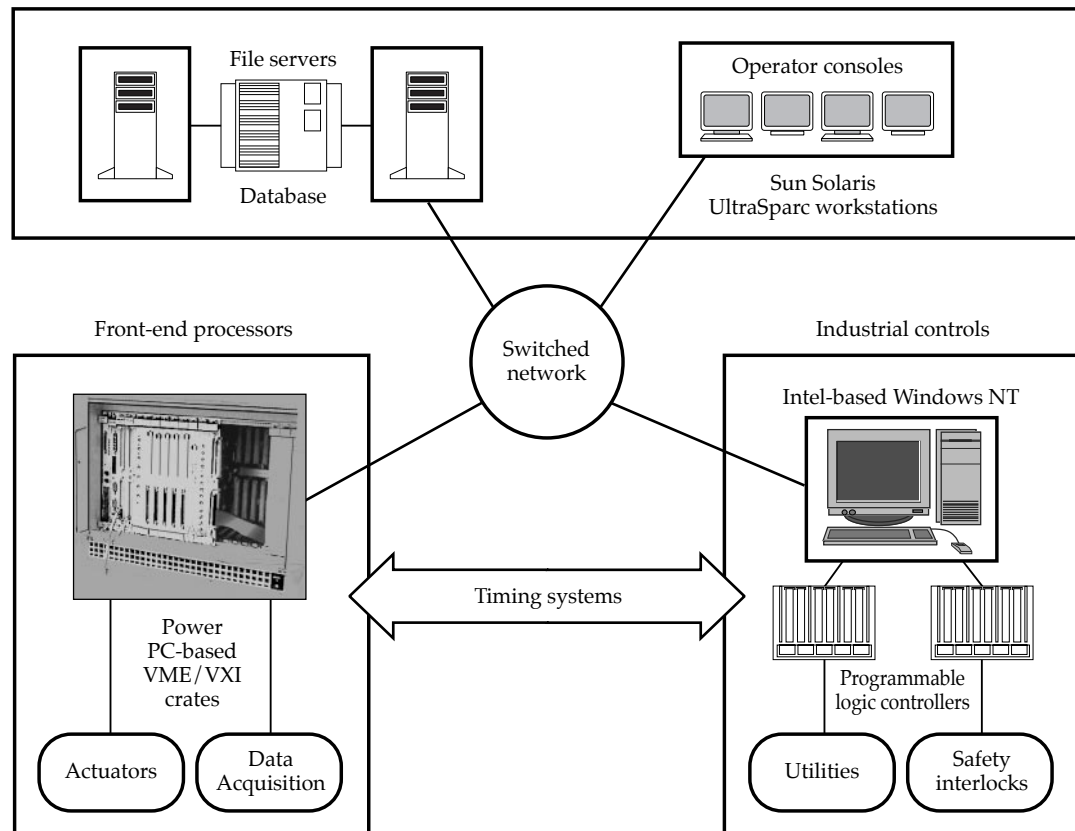 File servers
Database
Operator consoles
Sun Solaris
UltraSparc workstations
Switched
network
Front-end processors
Power
PC-based
VME/VXI
crates
Actuators
Data
Acquisition
Timing systems
Industrial controls
Intel-based Windows NT
Programmable
logic controllers
Utilities
Safety
interlocks